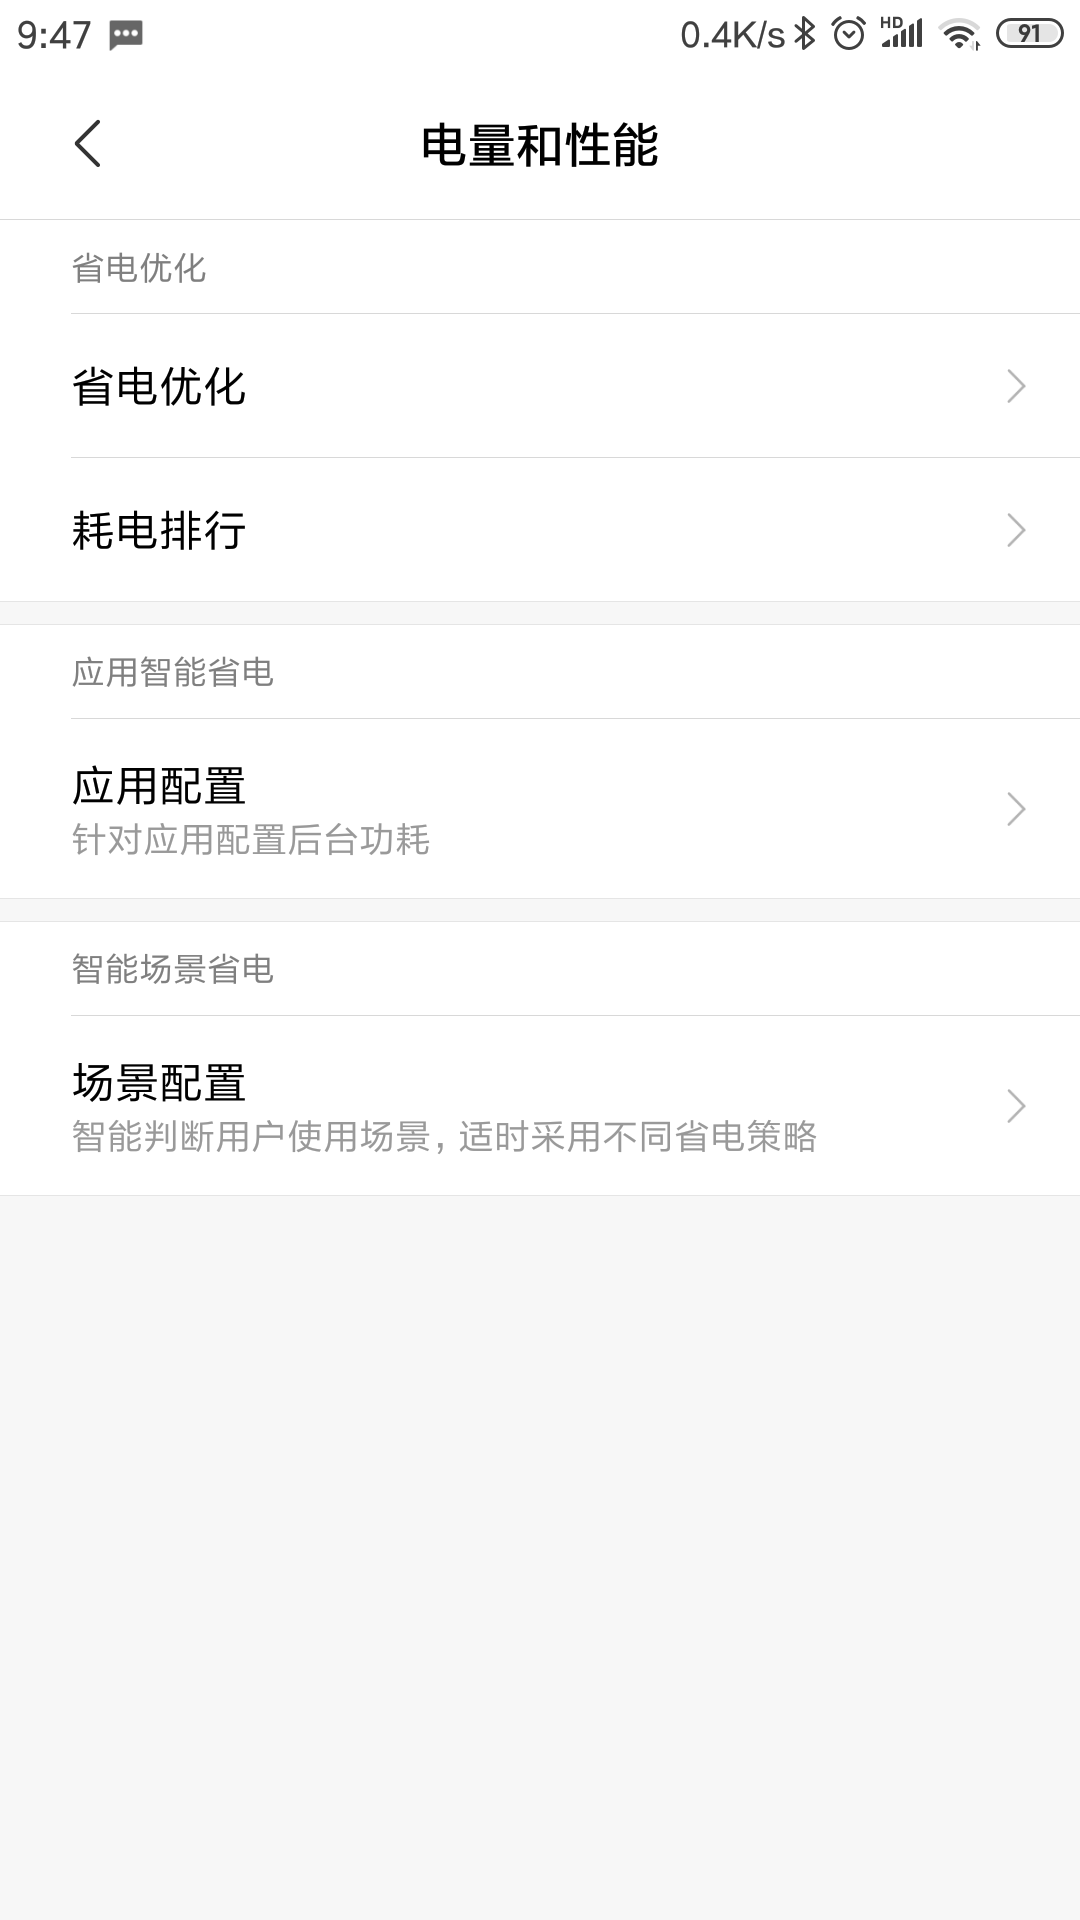 9:47 0.4K/s HD 91
电量和性能
省电优化
省电优化
耗电排行
应用智能省电
应用配置
针对应用配置后台功耗
智能场景省电
场景配置
智能判断用户使用场景，适时采用不同省电策略